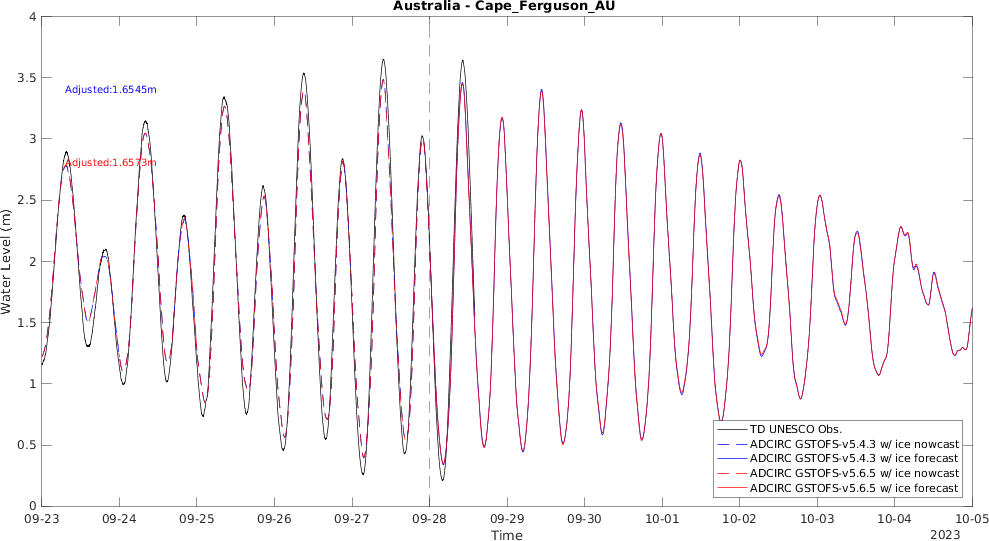 Australia - Cape_Ferguson_AU
Water Level (m)
4
3.5
3
2.5
2
1.5
1
0.5
0
Adjusted:1.6545m
Adjusted:1.6573m
TD UNESCO Obs.
ADCIRC GSTOFS-v5.4.3 w/ ice nowcast
ADCIRC GSTOFS-v5.4.3 w/ ice forecast
ADCIRC GSTOFS-v5.6.5 w/ ice nowcast
ADCIRC GSTOFS-v5.6.5 w/ ice forecast
09-23 09-24 09-25 09-26 09-27 09-28 09-29 09-30 10-01 10-02 10-03 10-04 10-05
Time
2023